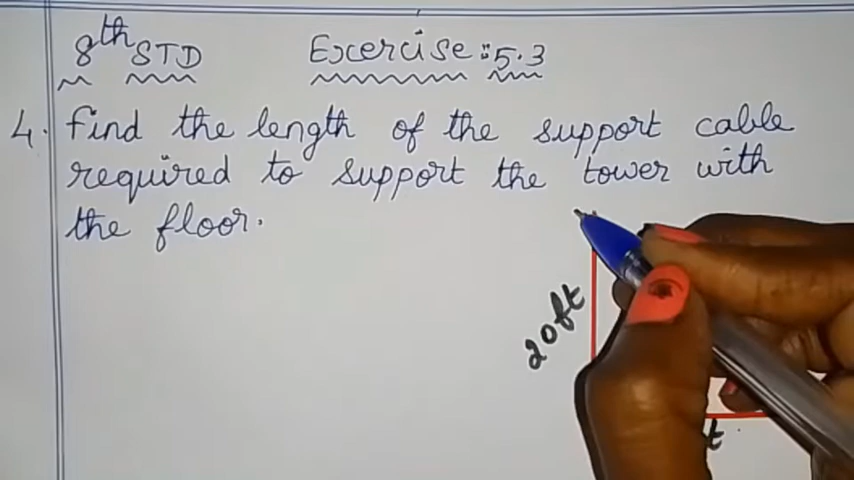 8th STD Exercise: 5.3
4. Find the length of the support cable
required to support the tower with
the floor.
20ft